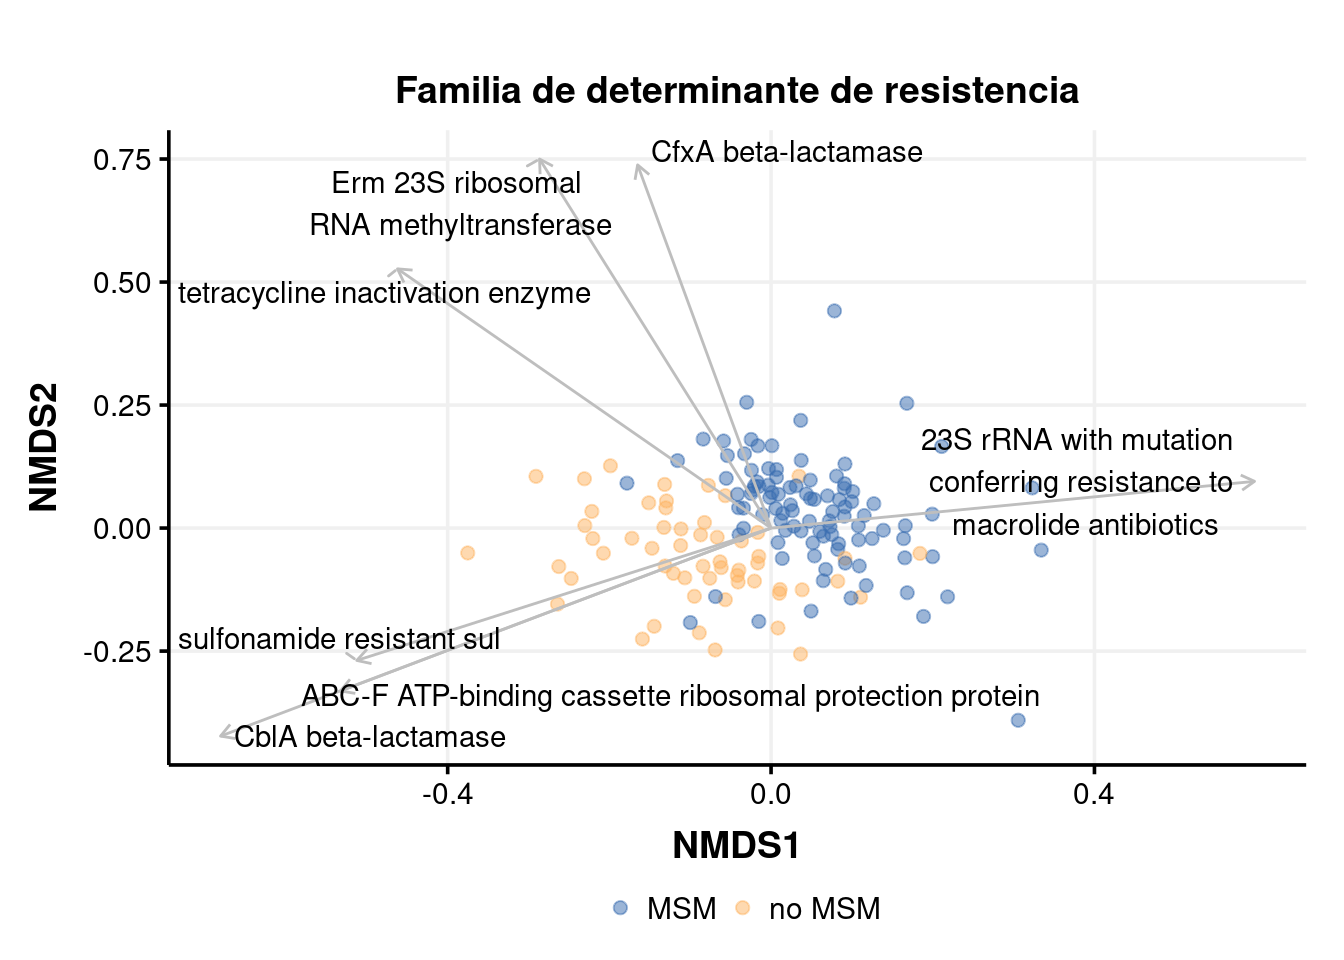 Familia de determinante de resistencia
CfxA beta-lactamase
Erm 23S ribosomal
RNA methyltransferase
tetracycline inactivation enzyme
23S rRNA with mutation
conferring resistance to
macrolide antibiotics
sulfonamide resistant sul
ABC-F ATP-binding cassette ribosomal protection protein
CblA beta-lactamase
NMDS2
0.75
0.50
0.25
0.00
-0.25
-0.4
0.0
0.4
NMDS1
MSM
no MSM